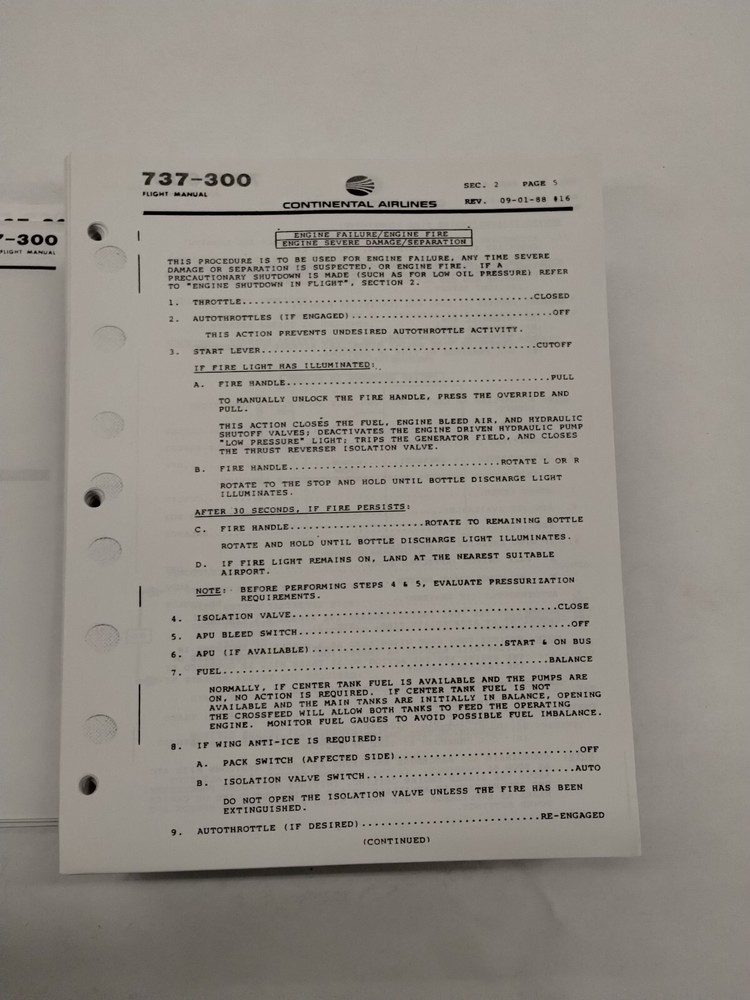 737-300
FLIGHT MANUAL
CONTINENTAL AIRLINES
SEC. 2 PAGE 5
REV. 09-01-88 #16
7-300
FLIGHT MANUAL
ENGINE FAILURE/ENGINE FIRE
ENGINE SEVERE DAMAGE/SEPARATION
THIS PROCEDURE IS TO BE USED FOR ENGINE FAILURE, ANY TIME SEVERE
DAMAGE OR SEPARATION IS SUSPECTED, OR ENGINE FIRE. IF A
PRECAUTIONARY SHUTDOWN IS MADE (SUCH AS FOR LOW OIL PRESSURE) REFER
TO "ENGINE SHUTDOWN IN FLIGHT", SECTION 2.
1. THROTTLE..........................................CLOSED
2. AUTOTHROTTLES (IF ENGAGED).............................OFF
THIS ACTION PREVENTS UNDESIRED AUTOTHROTTLE ACTIVITY.
3. START LEVER........................................CUTOFF
IF FIRE LIGHT HAS ILLUMINATED:
A. FIRE HANDLE......................................PULL
TO MANUALLY UNLOCK THE FIRE HANDLE, PRESS THE OVERRIDE AND
PULL.
THIS ACTION CLOSES THE FUEL, ENGINE BLEED AIR, AND HYDRAULIC
SHUTOFF VALVES; DEACTIVATES THE ENGINE DRIVEN HYDRAULIC PUMP
"LOW PRESSURE" LIGHT; TRIPS THE GENERATOR FIELD, AND CLOSES
THE THRUST REVERSER ISOLATION VALVE.
B. FIRE HANDLE..............................ROTATE L OR R
ROTATE TO THE STOP AND HOLD UNTIL BOTTLE DISCHARGE LIGHT
ILLUMINATES.
AFTER 30 SECONDS, IF FIRE PERSISTS:
C. FIRE HANDLE...................ROTATE TO REMAINING BOTTLE
ROTATE AND HOLD UNTIL BOTTLE DISCHARGE LIGHT ILLUMINATES.
D. IF FIRE LIGHT REMAINS ON, LAND AT THE NEAREST SUITABLE
AIRPORT.
NOTE: BEFORE PERFORMING STEPS 4 & 5, EVALUATE PRESSURIZATION
REQUIREMENTS.
4. ISOLATION VALVE......................................CLOSE
5. APU BLEED SWITCH.......................................OFF
6. APU (IF AVAILABLE)...........................START & ON BUS
7. FUEL...............................................BALANCE
NORMALLY, IF CENTER TANK FUEL IS AVAILABLE AND THE PUMPS ARE
ON, NO ACTION IS REQUIRED. IF CENTER TANK FUEL IS NOT
AVAILABLE AND THE MAIN TANKS ARE INITIALLY IN BALANCE, OPENING
THE CROSSFEED WILL ALLOW BOTH TANKS TO FEED THE OPERATING
ENGINE. MONITOR FUEL GAUGES TO AVOID POSSIBLE FUEL IMBALANCE.
8. IF WING ANTI-ICE IS REQUIRED:
A. PACK SWITCH (AFFECTED SIDE)..........................OFF
B. ISOLATION VALVE SWITCH..............................AUTO
DO NOT OPEN THE ISOLATION VALVE UNLESS THE FIRE HAS BEEN
EXTINGUISHED.
9. AUTOTHROTTLE (IF DESIRED).........................RE-ENGAGED
(CONTINUED)